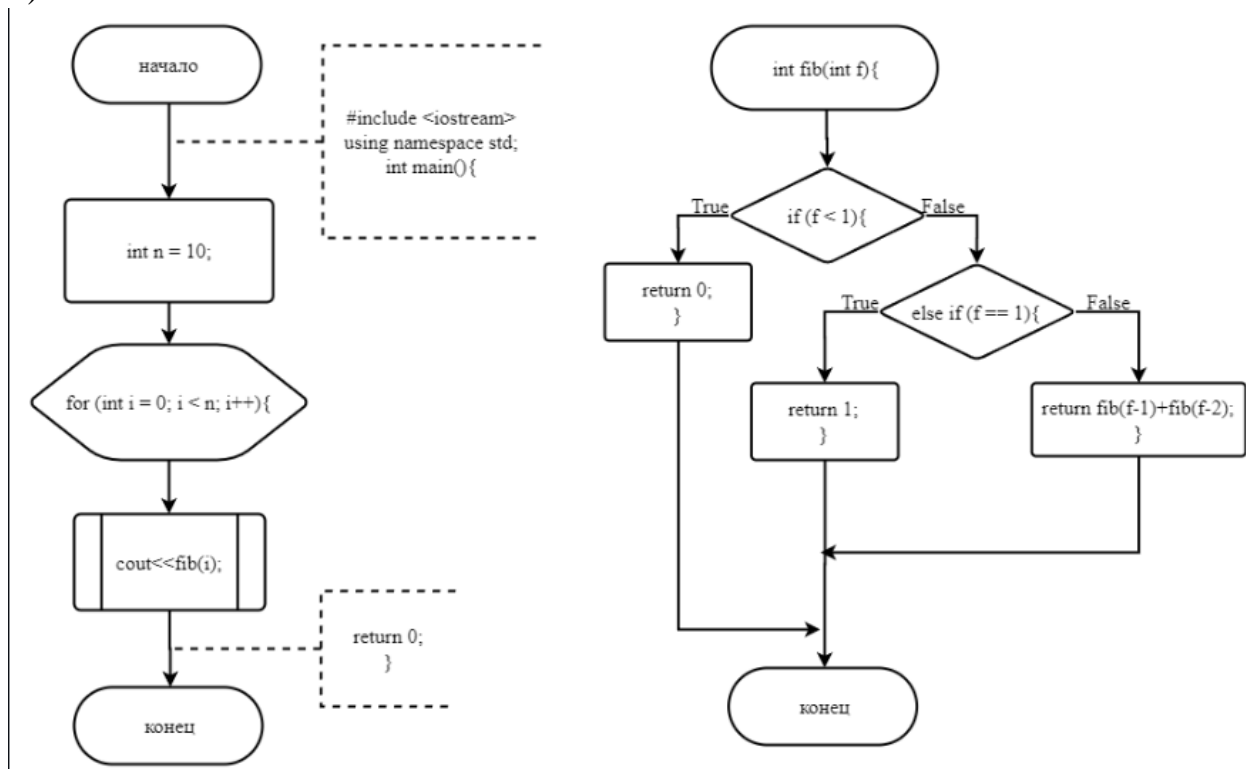 начало
#include <iostream>
using namespace std;
int main(){
int n = 10;
for (int i = 0; i < n; i++){
cout<<fib(i);
return 0;
}
конец
int fib(int f){
if (f < 1){
True
False
return 0;
}
else if (f == 1){
True
False
return 1;
}
return fib(f-1)+fib(f-2);
}
конец